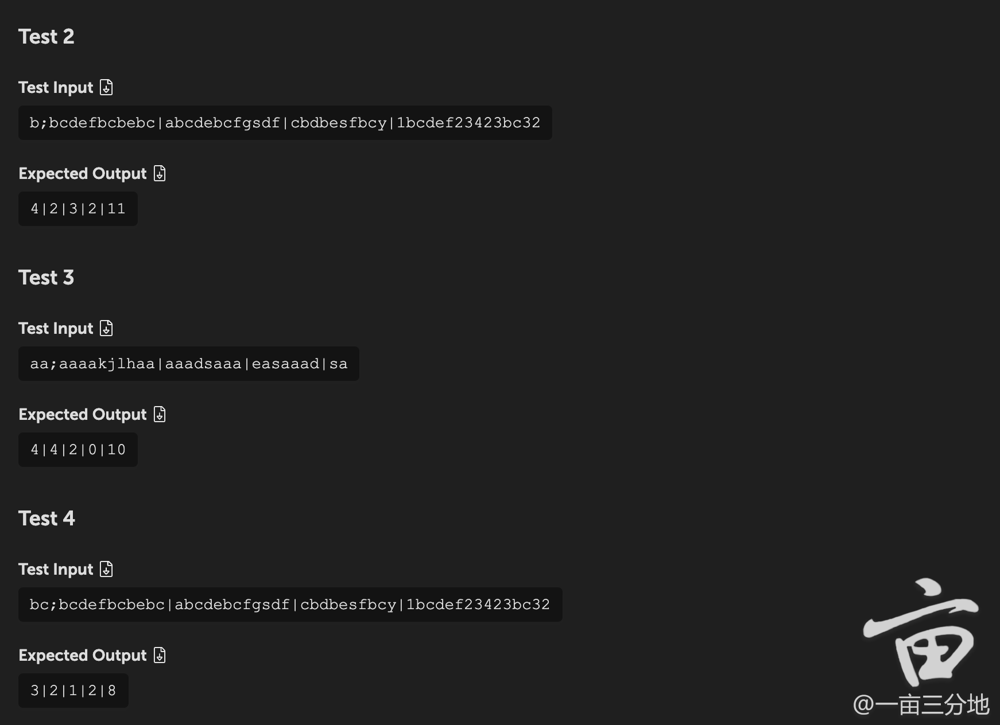 Test 2
Test Input
b;bcdefbcbebc|abcdebcfgsdf|cbdbesfbcy|1bcdef23423bc32
Expected Output
4|2|3|2|11
Test 3
Test Input
aa;aaaakjlhaa|aaadsaaa|easaaad|sa
Expected Output
4|4|2|0|10
Test 4
Test Input
bc;bcdefbcbebc|abcdebcfgsdf|cbdbesfbcy|1bcdef23423bc32
Expected Output
3|2|1|2|8
亩
@一亩三分地